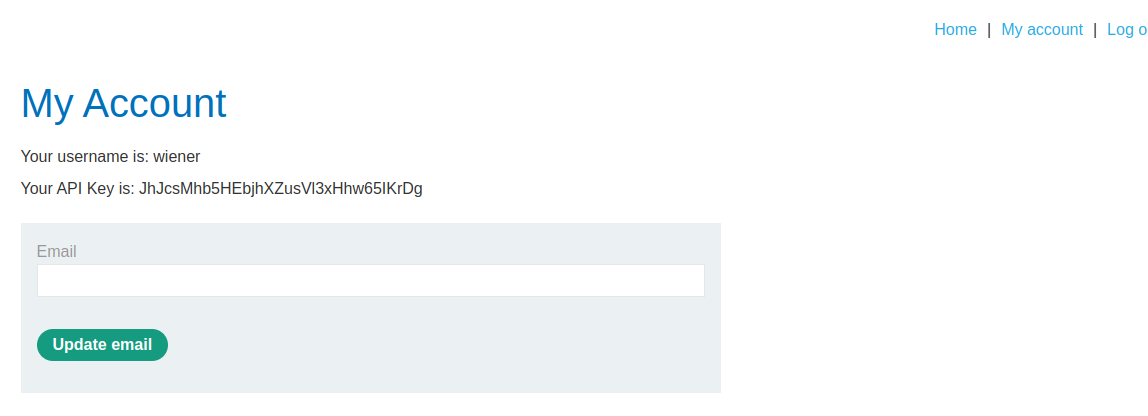 Home | My account | Log o
My Account
Your username is: wiener
Your API Key is: JhJcsMhb5HEbjhXZusVl3xHhw65IKrDg
Email
Update email